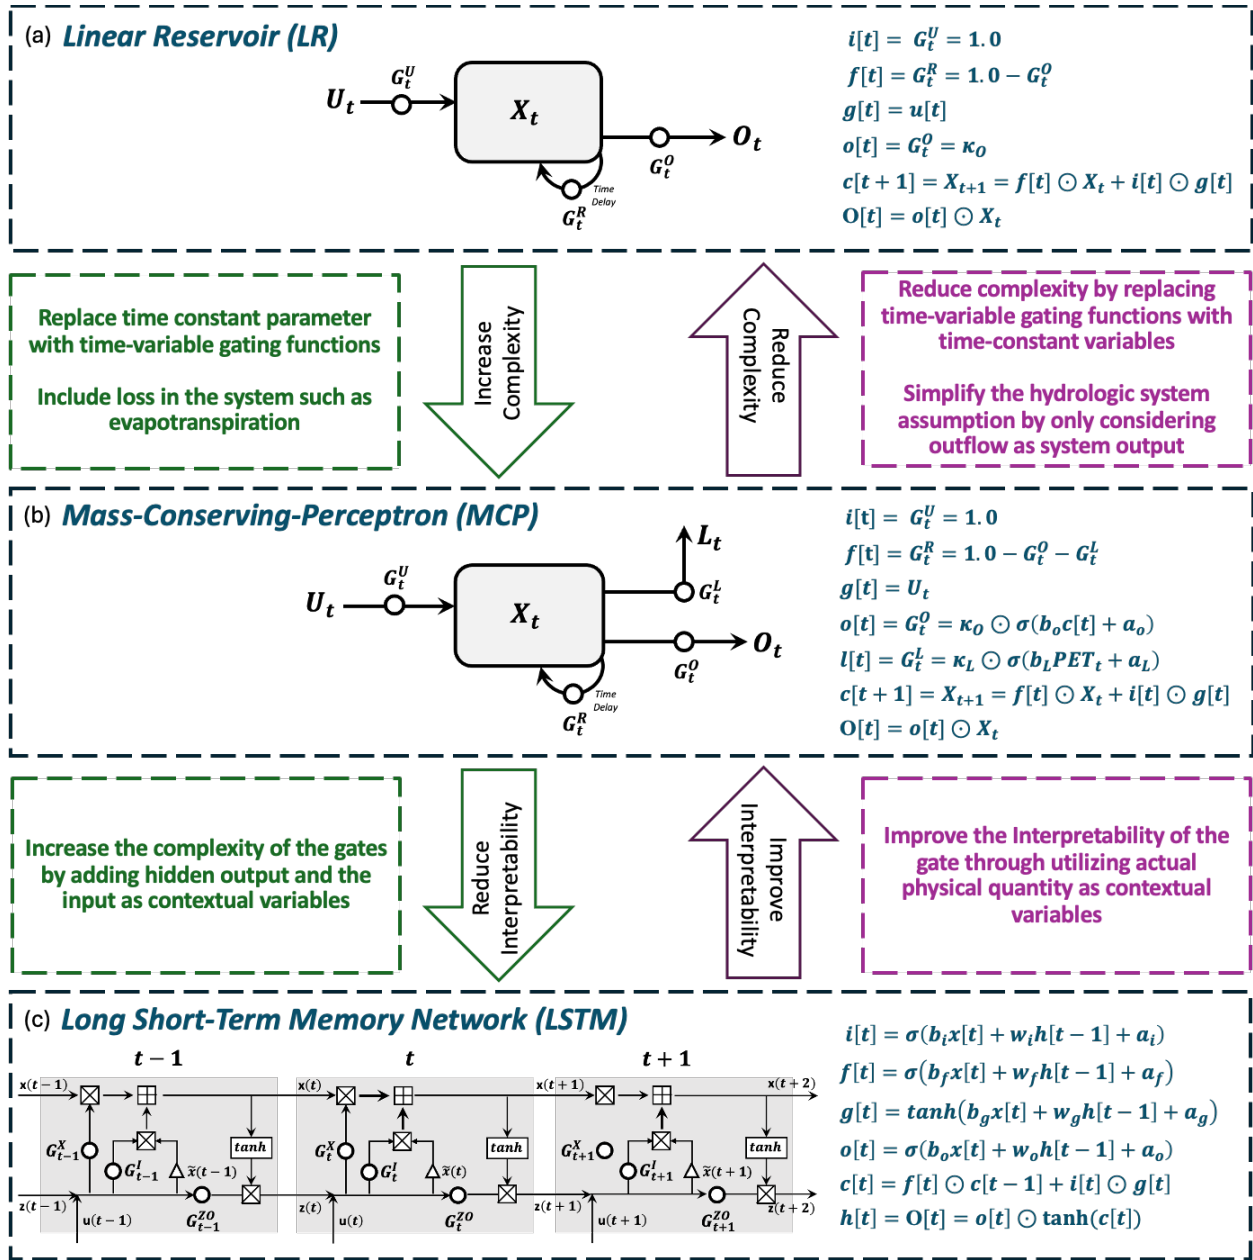 (a) Linear Reservoir (LR)
U_t
G_t^U
X_t
O_t
G_t^O
G_t^R
Time
Delay
i[t] = G_t^U = 1.0
f[t] = G_t^R = 1.0 − G_t^O
g[t] = u[t]
o[t] = G_t^O = κ_O
c[t + 1] = X_{t+1} = f[t] ⊙ X_t + i[t] ⊙ g[t]
O[t] = o[t] ⊙ X_t
Replace time constant parameter
with time-variable gating functions
Include loss in the system such as
evapotranspiration
Increase
Complexity
Reduce
Complexity
Reduce complexity by replacing
time-variable gating functions with
time-constant variables
Simplify the hydrologic system
assumption by only considering
outflow as system output
(b) Mass-Conserving-Perceptron (MCP)
U_t
G_t^U
X_t
L_t
G_t^L
O_t
G_t^O
G_t^R
Time
Delay
i[t] = G_t^U = 1.0
f[t] = G_t^R = 1.0 − G_t^O − G_t^L
g[t] = U_t
o[t] = G_t^O = κ_O ⊙ σ(b_o c[t] + a_o)
l[t] = G_t^L = κ_L ⊙ σ(b_L PET_t + a_L)
c[t + 1] = X_{t+1} = f[t] ⊙ X_t + i[t] ⊙ g[t]
O[t] = o[t] ⊙ X_t
Increase the complexity of the gates
by adding hidden output and the
input as contextual variables
Reduce
Interpretability
Improve
Interpretability
Improve the Interpretability of the
gate through utilizing actual
physical quantity as contextual
variables
(c) Long Short-Term Memory Network (LSTM)
t − 1
t
t + 1
x(t−1)
x(t)
x(t+1)
x(t+2)
tanh
tanh
tanh
G_{t−1}^X
G_{t−1}^I
x̃(t−1)
G_t^X
G_t^I
x̃(t)
G_{t+1}^X
G_{t+1}^I
x̃(t+1)
z(t−1)
u(t−1)
G_{t−1}^{ZO}
z(t)
u(t)
G_t^{ZO}
z(t+1)
u(t+1)
G_{t+1}^{ZO}
z(t+2)
i[t] = σ(b_i x[t] + w_i h[t − 1] + a_i)
f[t] = σ(b_f x[t] + w_f h[t − 1] + a_f)
g[t] = tanh(b_g x[t] + w_g h[t − 1] + a_g)
o[t] = σ(b_o x[t] + w_o h[t − 1] + a_o)
c[t] = f[t] ⊙ c[t − 1] + i[t] ⊙ g[t]
h[t] = O[t] = o[t] ⊙ tanh(c[t])